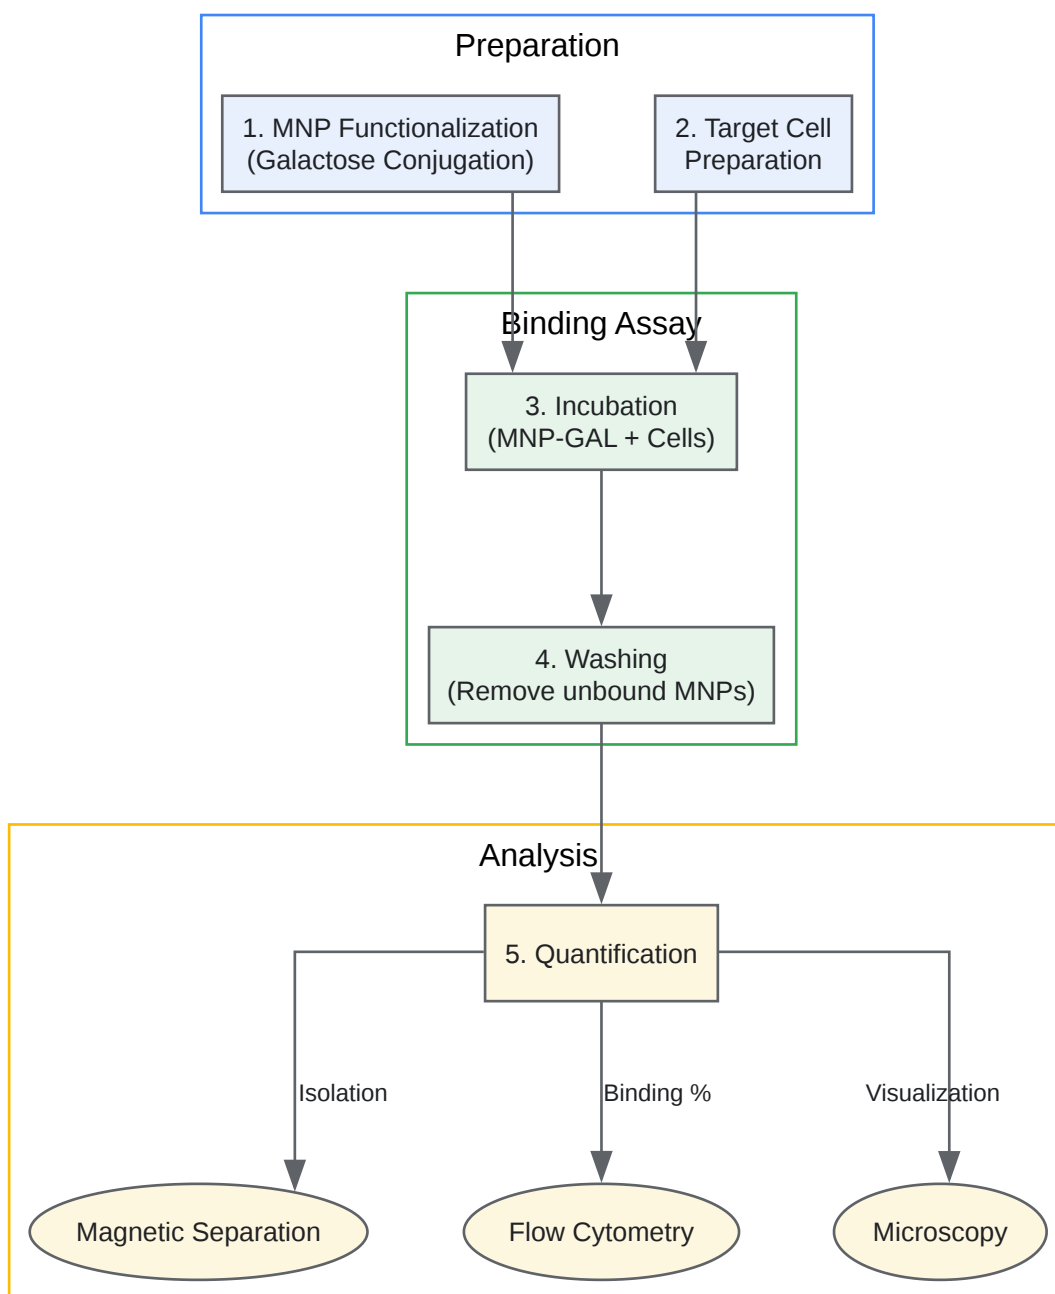 Preparation
1. MNP Functionalization
(Galactose Conjugation)
2. Target Cell
Preparation
Binding Assay
3. Incubation
(MNP-GAL + Cells)
4. Washing
(Remove unbound MNPs)
Analysis
5. Quantification
Isolation
Binding %
Visualization
Magnetic Separation
Flow Cytometry
Microscopy